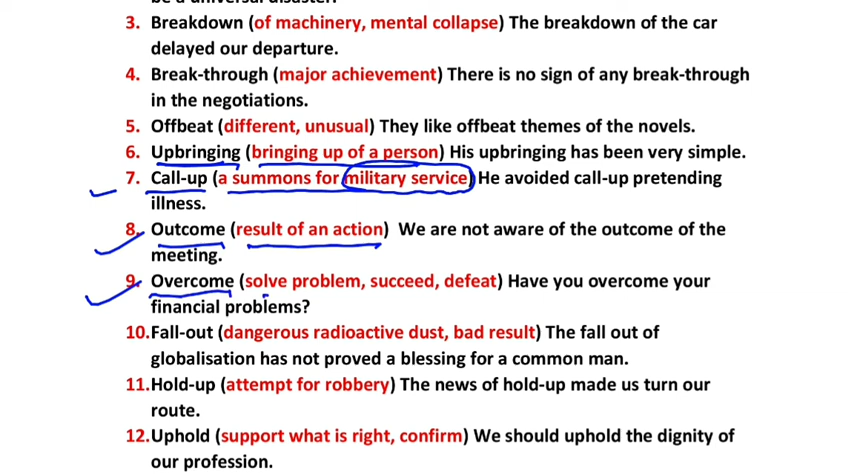 be a universal disaster.
3. Breakdown (of machinery, mental collapse) The breakdown of the car
delayed our departure.
4. Break-through (major achievement) There is no sign of any break-through
in the negotiations.
5. Offbeat (different, unusual) They like offbeat themes of the novels.
6. Upbringing (bringing up of a person) His upbringing has been very simple.
7. Call-up (a summons for military service) He avoided call-up pretending
illness.
8. Outcome (result of an action) We are not aware of the outcome of the
meeting.
9. Overcome (solve problem, succeed, defeat) Have you overcome your
financial problems?
10. Fall-out (dangerous radioactive dust, bad result) The fall out of
globalisation has not proved a blessing for a common man.
11. Hold-up (attempt for robbery) The news of hold-up made us turn our
route.
12. Uphold (support what is right, confirm) We should uphold the dignity of
our profession.